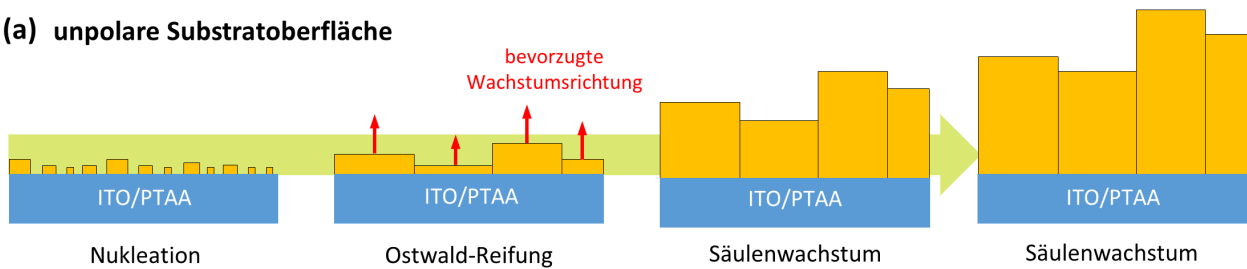 (a) unpolare Substratoberfläche
bevorzugte
Wachstumsrichtung
ITO/PTAA
ITO/PTAA
ITO/PTAA
ITO/PTAA
Nukleation
Ostwald-Reifung
Säulenwachstum
Säulenwachstum